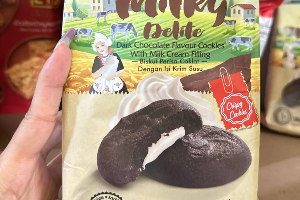 Milky
Delite
Dark Chocolate Flavour Cookies
With Milk Cream Filling
- Biskut Perisa Coklat -
Dengan Isi Krim Susu
Crispy
Cookies